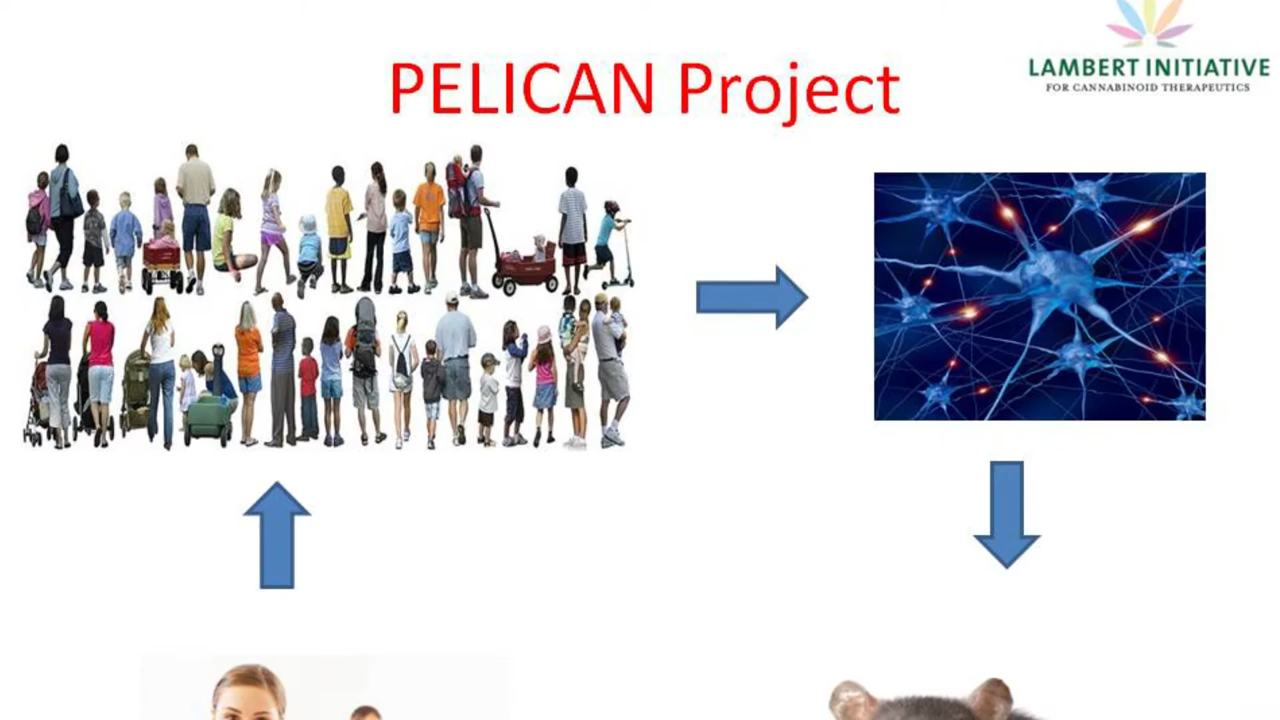 PELICAN Project
LAMBERT INITIATIVE
FOR CANNABINOID THERAPEUTICS